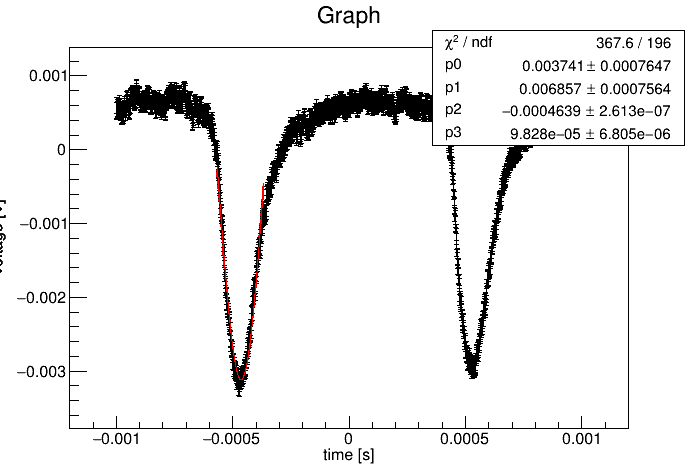 Graph
χ² / ndf 367.6 / 196
p0 0.003741 ± 0.0007647
p1 0.006857 ± 0.0007564
p2 −0.0004639 ± 2.613e−07
p3 9.828e−05 ± 6.805e−06
0.001
0
−0.001
−0.002
−0.003
−0.001 −0.0005 0 0.0005 0.001
time [s]